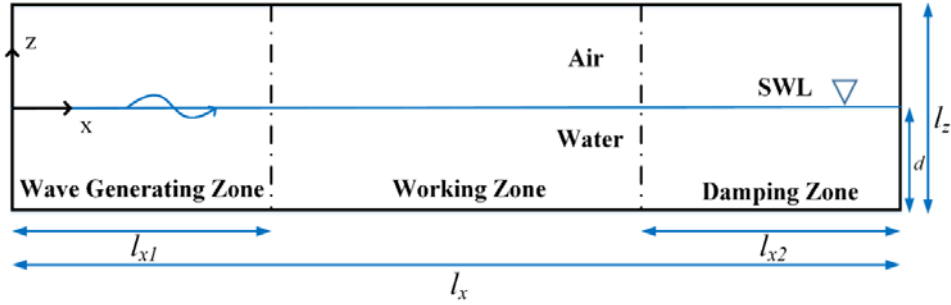 z
Air
SWL
x
Water
l_z
d
Wave Generating Zone
Working Zone
Damping Zone
l_x1
l_x2
l_x